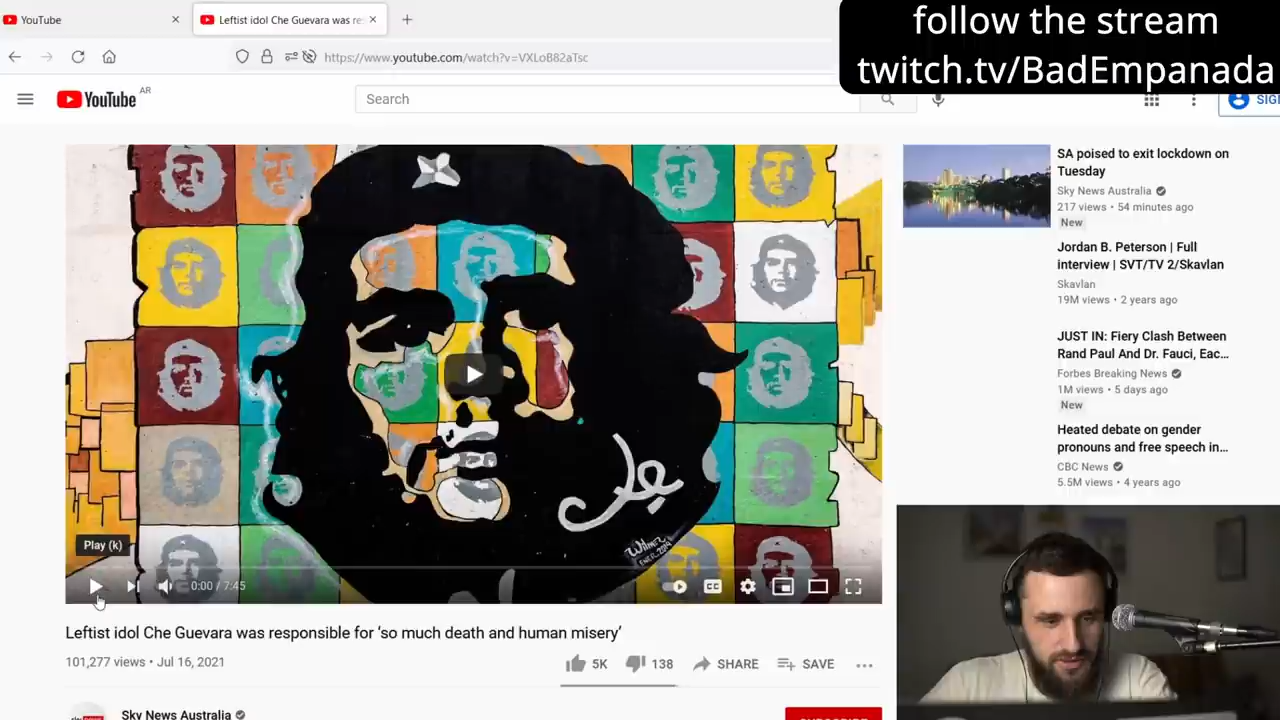 YouTube
Leftist idol Che Guevara was re
follow the stream
twitch.tv/BadEmpanada
https://www.youtube.com/watch?v=VXLoB82aTsc
YouTube AR
Search
SIG
SA poised to exit lockdown on
Tuesday
Sky News Australia
217 views • 54 minutes ago
New
Jordan B. Peterson | Full
interview | SVT/TV 2/Skavlan
Skavlan
19M views • 2 years ago
JUST IN: Fiery Clash Between
Rand Paul And Dr. Fauci, Eac...
Forbes Breaking News
1M views • 5 days ago
New
Heated debate on gender
pronouns and free speech in...
CBC News
5.5M views • 4 years ago
Che
Play (k)
0:00 / 7:45
CC
Leftist idol Che Guevara was responsible for ‘so much death and human misery’
101,277 views • Jul 16, 2021
5K
138
SHARE
SAVE
Sky News Australia
SUBSCRIBE